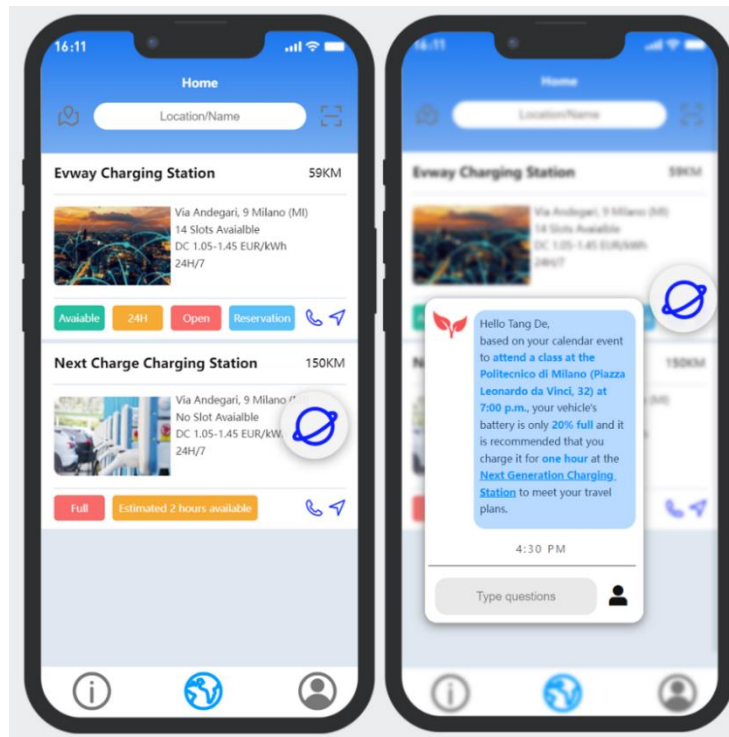 16:11
Home
Location/Name
Evway Charging Station 59KM
Via Andegari, 9 Milano (MI)
14 Slots Avaialble
DC 1.05-1.45 EUR/kWh
24H/7
Avaiable 24H Open Reservation
Next Charge Charging Station 150KM
Via Andegari, 9 Milano
No Slot Avaialble
DC 1.05-1.45 EUR/kW
24H/7
Full Estimated 2 hours available
16:11
Home
Location/Name
Evway Charging Station 59KM
Via Andegari, 9 Milano (MI)
14 Slots Avaialble
DC 1.05-1.45 EUR/kWh
24H/7
Hello Tang De,
based on your calendar event
to attend a class at the
Politecnico di Milano (Piazza
Leonardo da Vinci, 32) at
7:00 p.m., your vehicle's
battery is only 20% full and it
is recommended that you
charge it for one hour at the
Next Generation Charging
Station to meet your travel
plans.
4:30 PM
Type questions
150KM